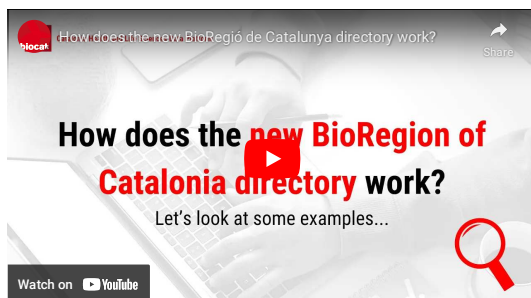 biocat
How does the new BioRegió de Catalunya directory work?
Share
How does the new BioRegion of
Catalonia directory work?
Let's look at some examples...
Watch on YouTube